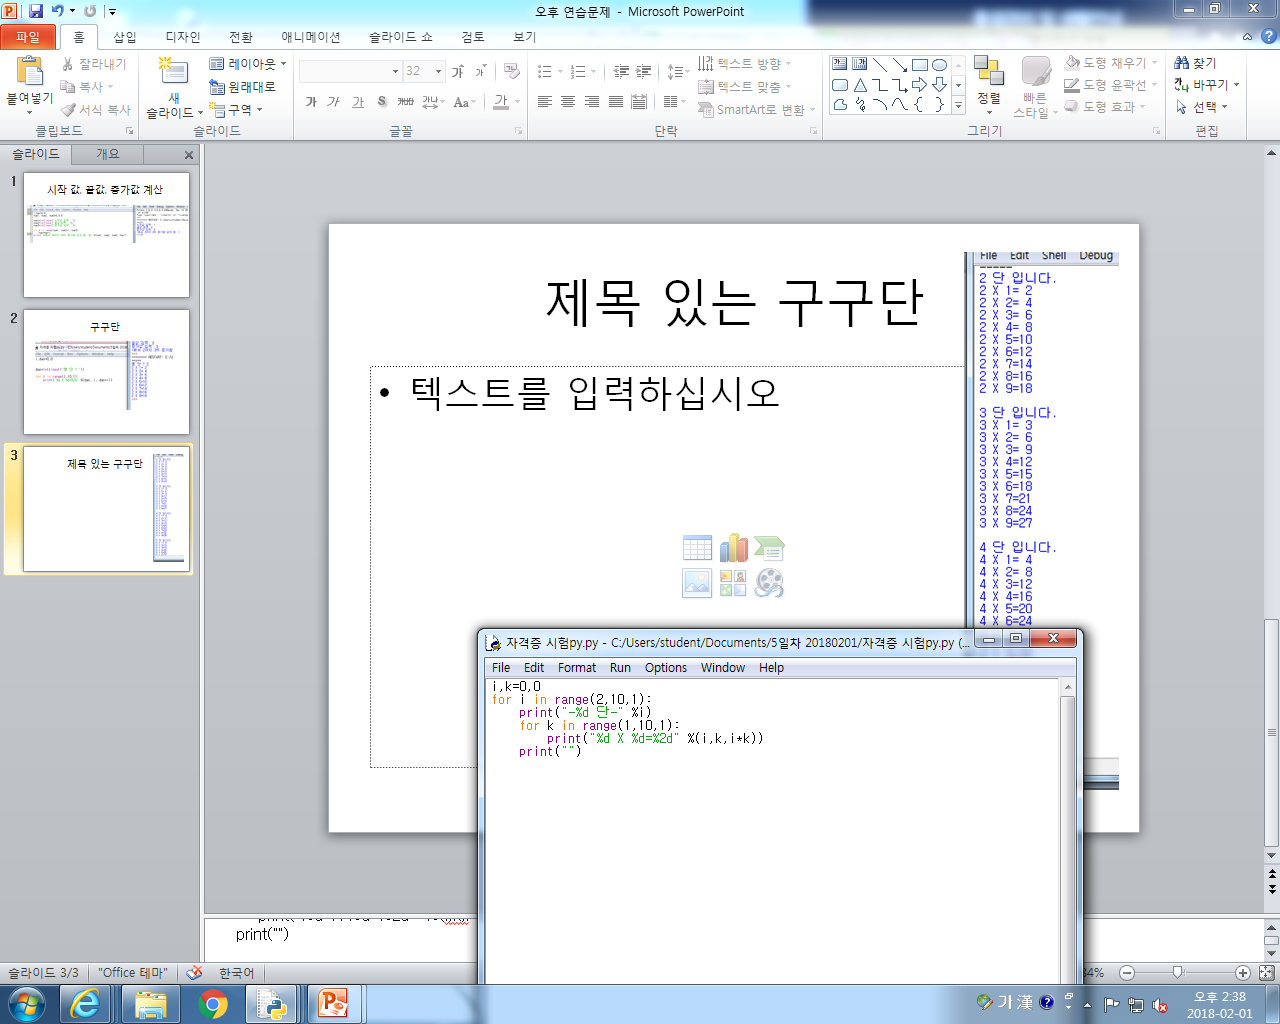 오후 연습문제 - Microsoft PowerPoint
파일 홈 삽입 디자인 전환 애니메이션 슬라이드 쇼 검토 보기
붙여넣기
잘라내기
복사
서식 복사
클립보드
새 슬라이드
레이아웃
원래대로
구역
슬라이드
32
글꼴
텍스트 방향
텍스트 맞춤
SmartArt로 변환
단락
정렬
빠른 스타일
도형 채우기
도형 윤곽선
도형 효과
그리기
찾기
바꾸기
선택
편집
슬라이드 개요
1
시작 값, 끝값, 증가값 계산
2
구구단
3
제목 있는 구구단
제목 있는 구구단
• 텍스트를 입력하십시오
File Edit Shell Debug
2 단 입니다.
2 X 1= 2
2 X 2= 4
2 X 3= 6
2 X 4= 8
2 X 5=10
2 X 6=12
2 X 7=14
2 X 8=16
2 X 9=18
3 단 입니다.
3 X 1= 3
3 X 2= 6
3 X 3= 9
3 X 4=12
3 X 5=15
3 X 6=18
3 X 7=21
3 X 8=24
3 X 9=27
4 단 입니다.
4 X 1= 4
4 X 2= 8
4 X 3=12
4 X 4=16
4 X 5=20
4 X 6=24
자격증 시험py.py - C:/Users/student/Documents/5일차 20180201/자격증 시험py.py (...
File Edit Format Run Options Window Help
i,k=0,0
for i in range(2,10,1):
    print("-%d 단-" %i)
    for k in range(1,10,1):
        print("%d X %d=%2d" %(i,k,i*k))
    print("")
print("")
슬라이드 3/3 "Office 테마" 한국어
가 漢
오후 2:38
2018-02-01